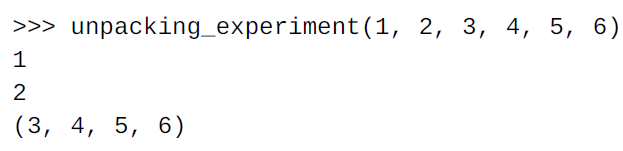 >>> unpacking_experiment(1, 2, 3, 4, 5, 6)
1
2
(3, 4, 5, 6)